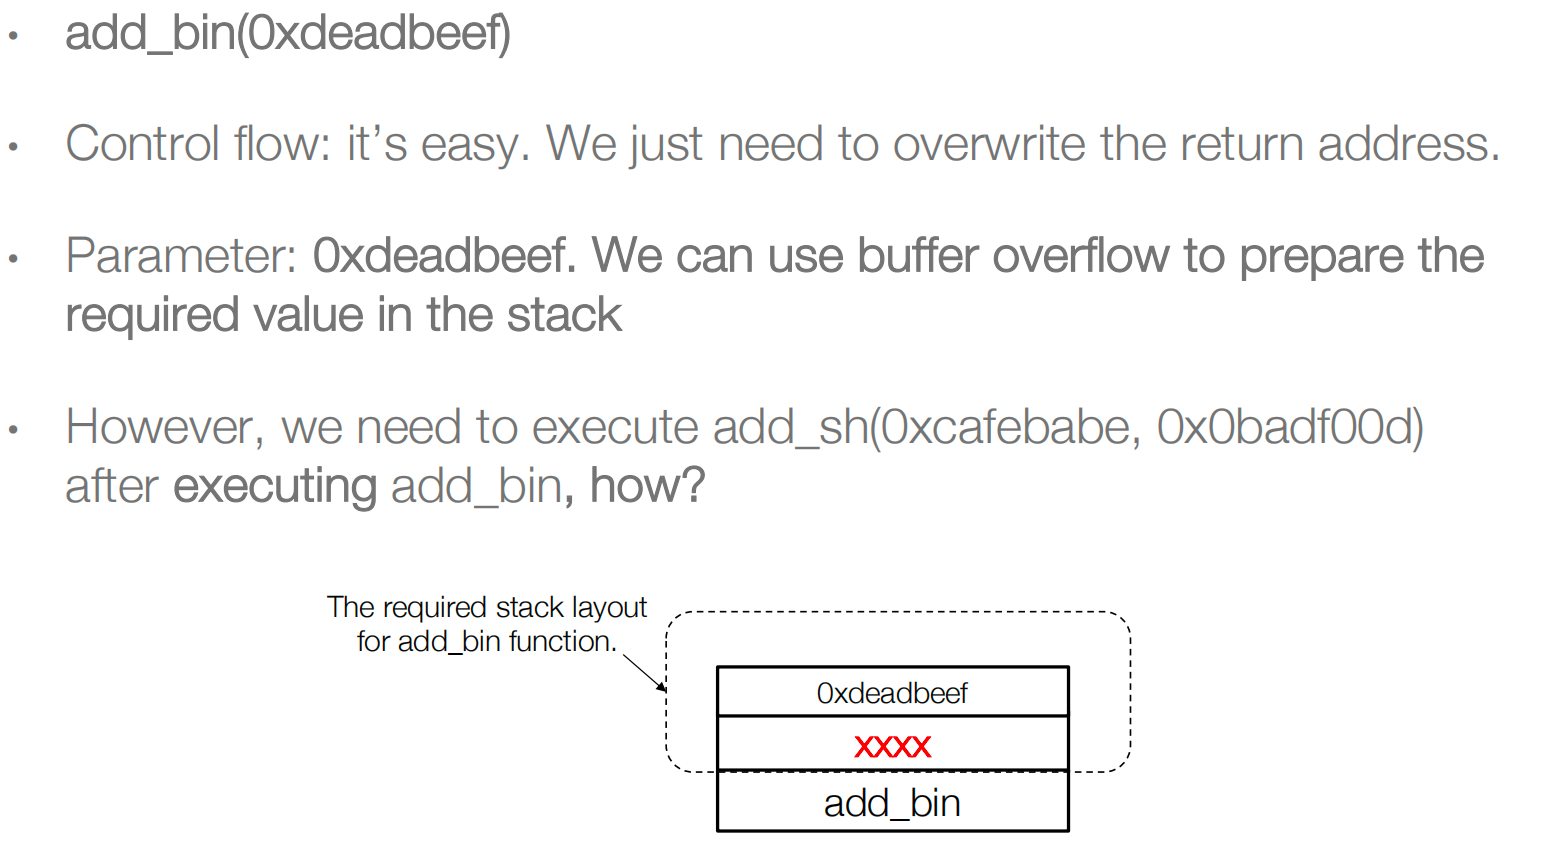 • add_bin(0xdeadbeef)
• Control flow: it’s easy. We just need to overwrite the return address.
• Parameter: 0xdeadbeef. We can use buffer overflow to prepare the
required value in the stack
• However, we need to execute add_sh(0xcafebabe, 0x0badf00d)
after executing add_bin, how?
The required stack layout
for add_bin function.
0xdeadbeef
xxxx
add_bin